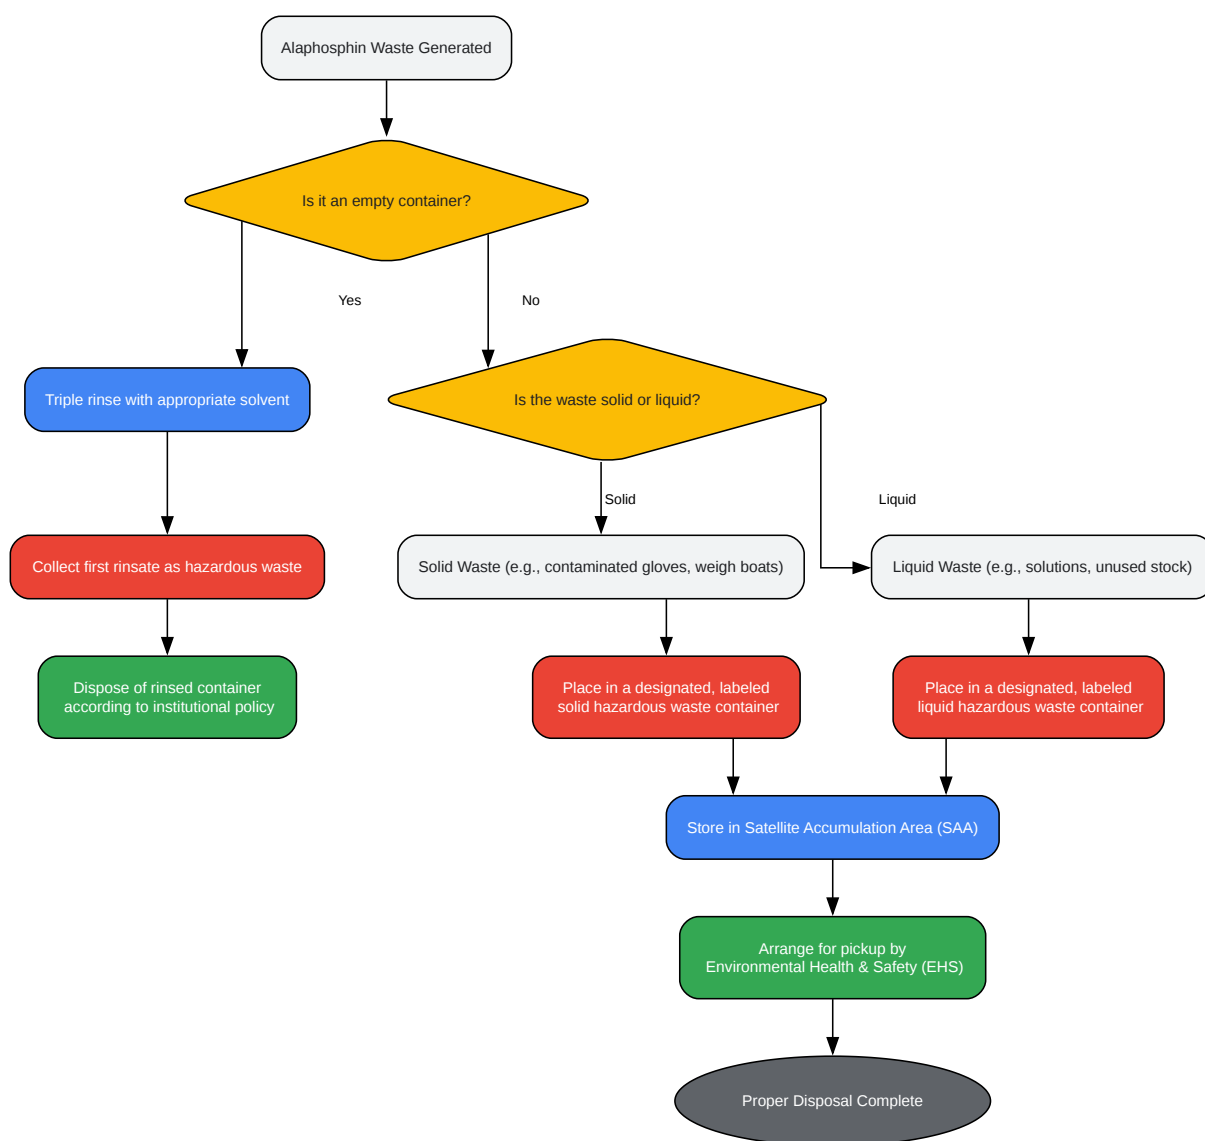 Alaphosphin Waste Generated
Is it an empty container?
Yes
No
Triple rinse with appropriate solvent
Is the waste solid or liquid?
Solid
Liquid
Collect first rinsate as hazardous waste
Solid Waste (e.g., contaminated gloves, weigh boats)
Liquid Waste (e.g., solutions, unused stock)
Dispose of rinsed container
according to institutional policy
Place in a designated, labeled
solid hazardous waste container
Place in a designated, labeled
liquid hazardous waste container
Store in Satellite Accumulation Area (SAA)
Arrange for pickup by
Environmental Health & Safety (EHS)
Proper Disposal Complete